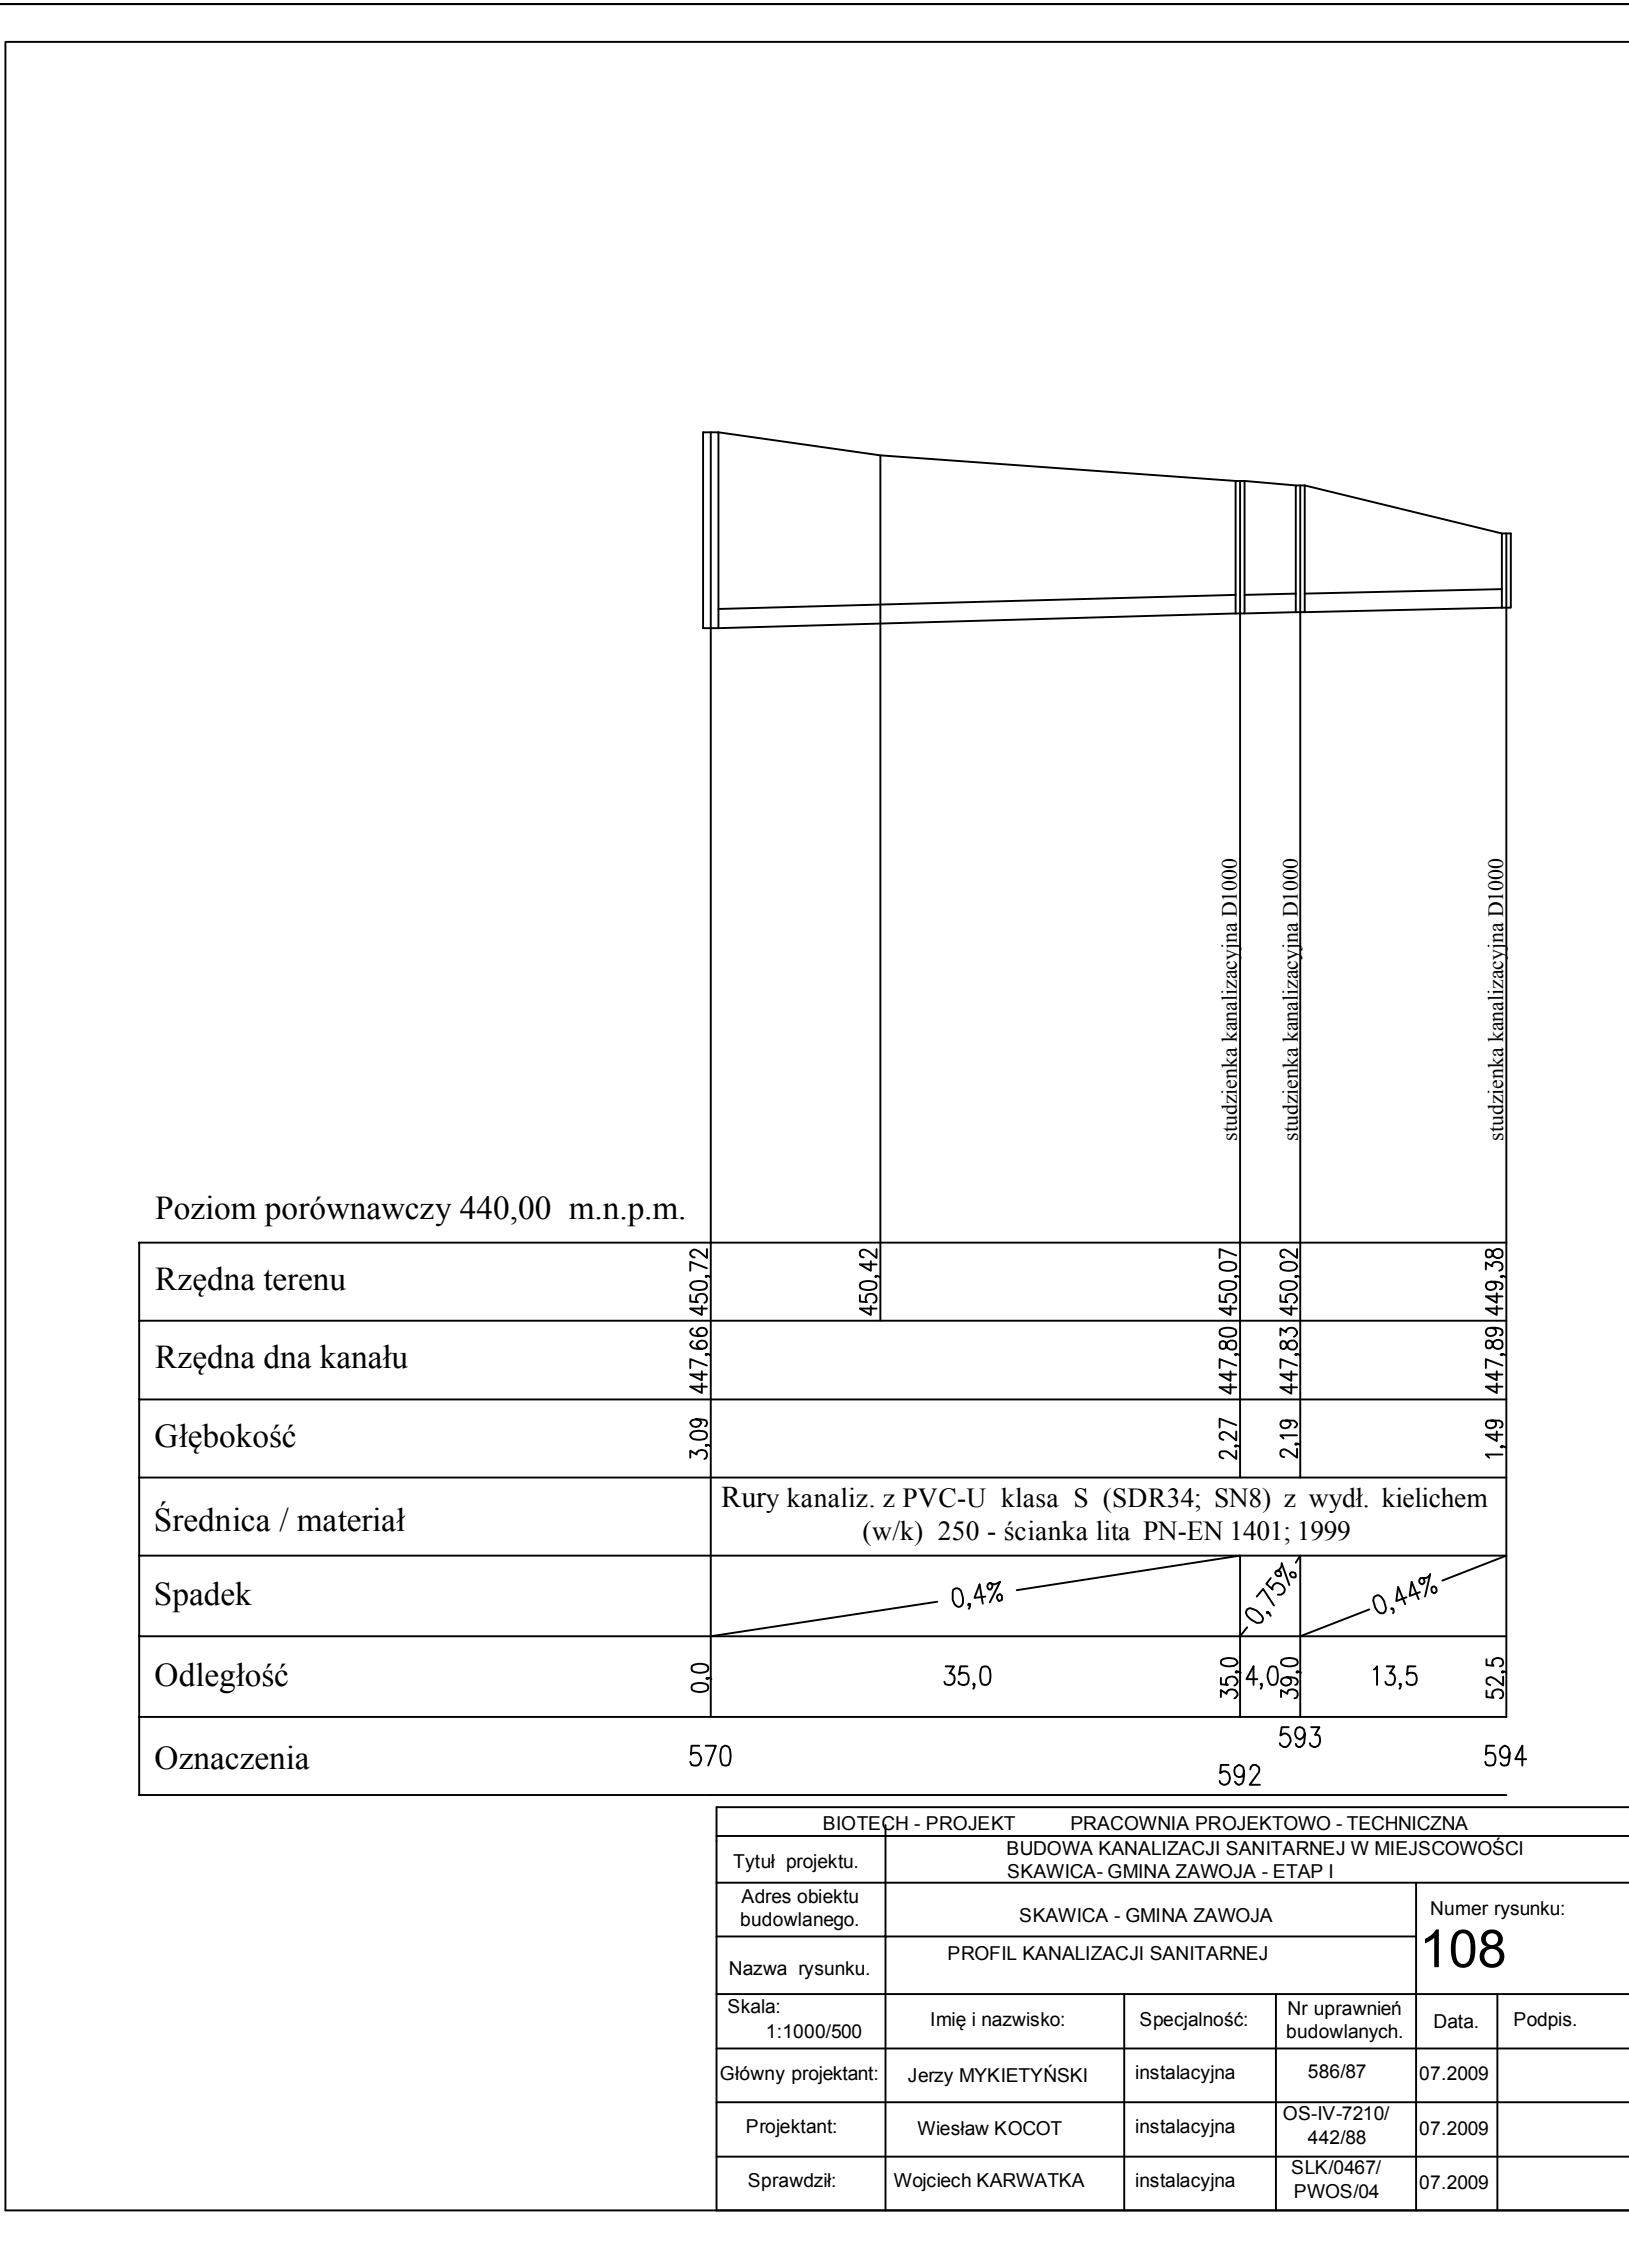 studzienka kanalizacyjna D1000
studzienka kanalizacyjna D1000
studzienka kanalizacyjna D1000
Poziom porównawczy 440,00 m.n.p.m.
Rzędna terenu 450,72 450,42 450,07 450,02 449,38
Rzędna dna kanału 447,66 447,80 447,83 447,89
Głębokość 3,09 2,27 2,19 1,49
Średnica / materiał
Rury kanaliz. z PVC-U klasa S (SDR34; SN8) z wydł. kielichem
(w/k) 250 - ścianka lita PN-EN 1401; 1999
Spadek 0,4% 0,75% 0,44%
Odległość 0,0 35,0 35,0 4,0 39,0 13,5 52,5
Oznaczenia 570 592 593 594
BIOTECH - PROJEKT PRACOWNIA PROJEKTOWO - TECHNICZNA
Tytuł projektu.
BUDOWA KANALIZACJI SANITARNEJ W MIEJSCOWOŚCI
SKAWICA- GMINA ZAWOJA - ETAP I
Adres obiektu
budowlanego.
SKAWICA - GMINA ZAWOJA
Numer rysunku:
108
Nazwa rysunku.
PROFIL KANALIZACJI SANITARNEJ
Skala:
1:1000/500
Imię i nazwisko:
Specjalność:
Nr uprawnień
budowlanych.
Data.
Podpis.
Główny projektant: Jerzy MYKIETYŃSKI instalacyjna 586/87 07.2009
Projektant: Wiesław KOCOT instalacyjna OS-IV-7210/
442/88 07.2009
Sprawdził: Wojciech KARWATKA instalacyjna SLK/0467/
PWOS/04 07.2009